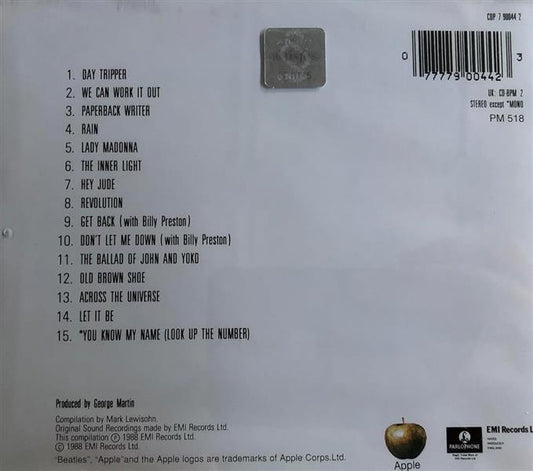 CDP 7 90044 2
0 77779 00442 3
UK: CD-BPM 2
STEREO except *MONO
PM 518
1. DAY TRIPPER
2. WE CAN WORK IT OUT
3. PAPERBACK WRITER
4. RAIN
5. LADY MADONNA
6. THE INNER LIGHT
7. HEY JUDE
8. REVOLUTION
9. GET BACK (with Billy Preston)
10. DON'T LET ME DOWN (with Billy Preston)
11. THE BALLAD OF JOHN AND YOKO
12. OLD BROWN SHOE
13. ACROSS THE UNIVERSE
14. LET IT BE
15. *YOU KNOW MY NAME (LOOK UP THE NUMBER)
Produced by George Martin
Compilation by Mark Lewisohn.
Original Sound Recordings made by EMI Records Ltd.
This compilation ℗ 1988 EMI Records Ltd.
© 1988 EMI Records Ltd.
"Beatles", "Apple" and the Apple logos are trademarks of Apple Corps.Ltd.
Apple
PARLOPHONE
EMI Records L